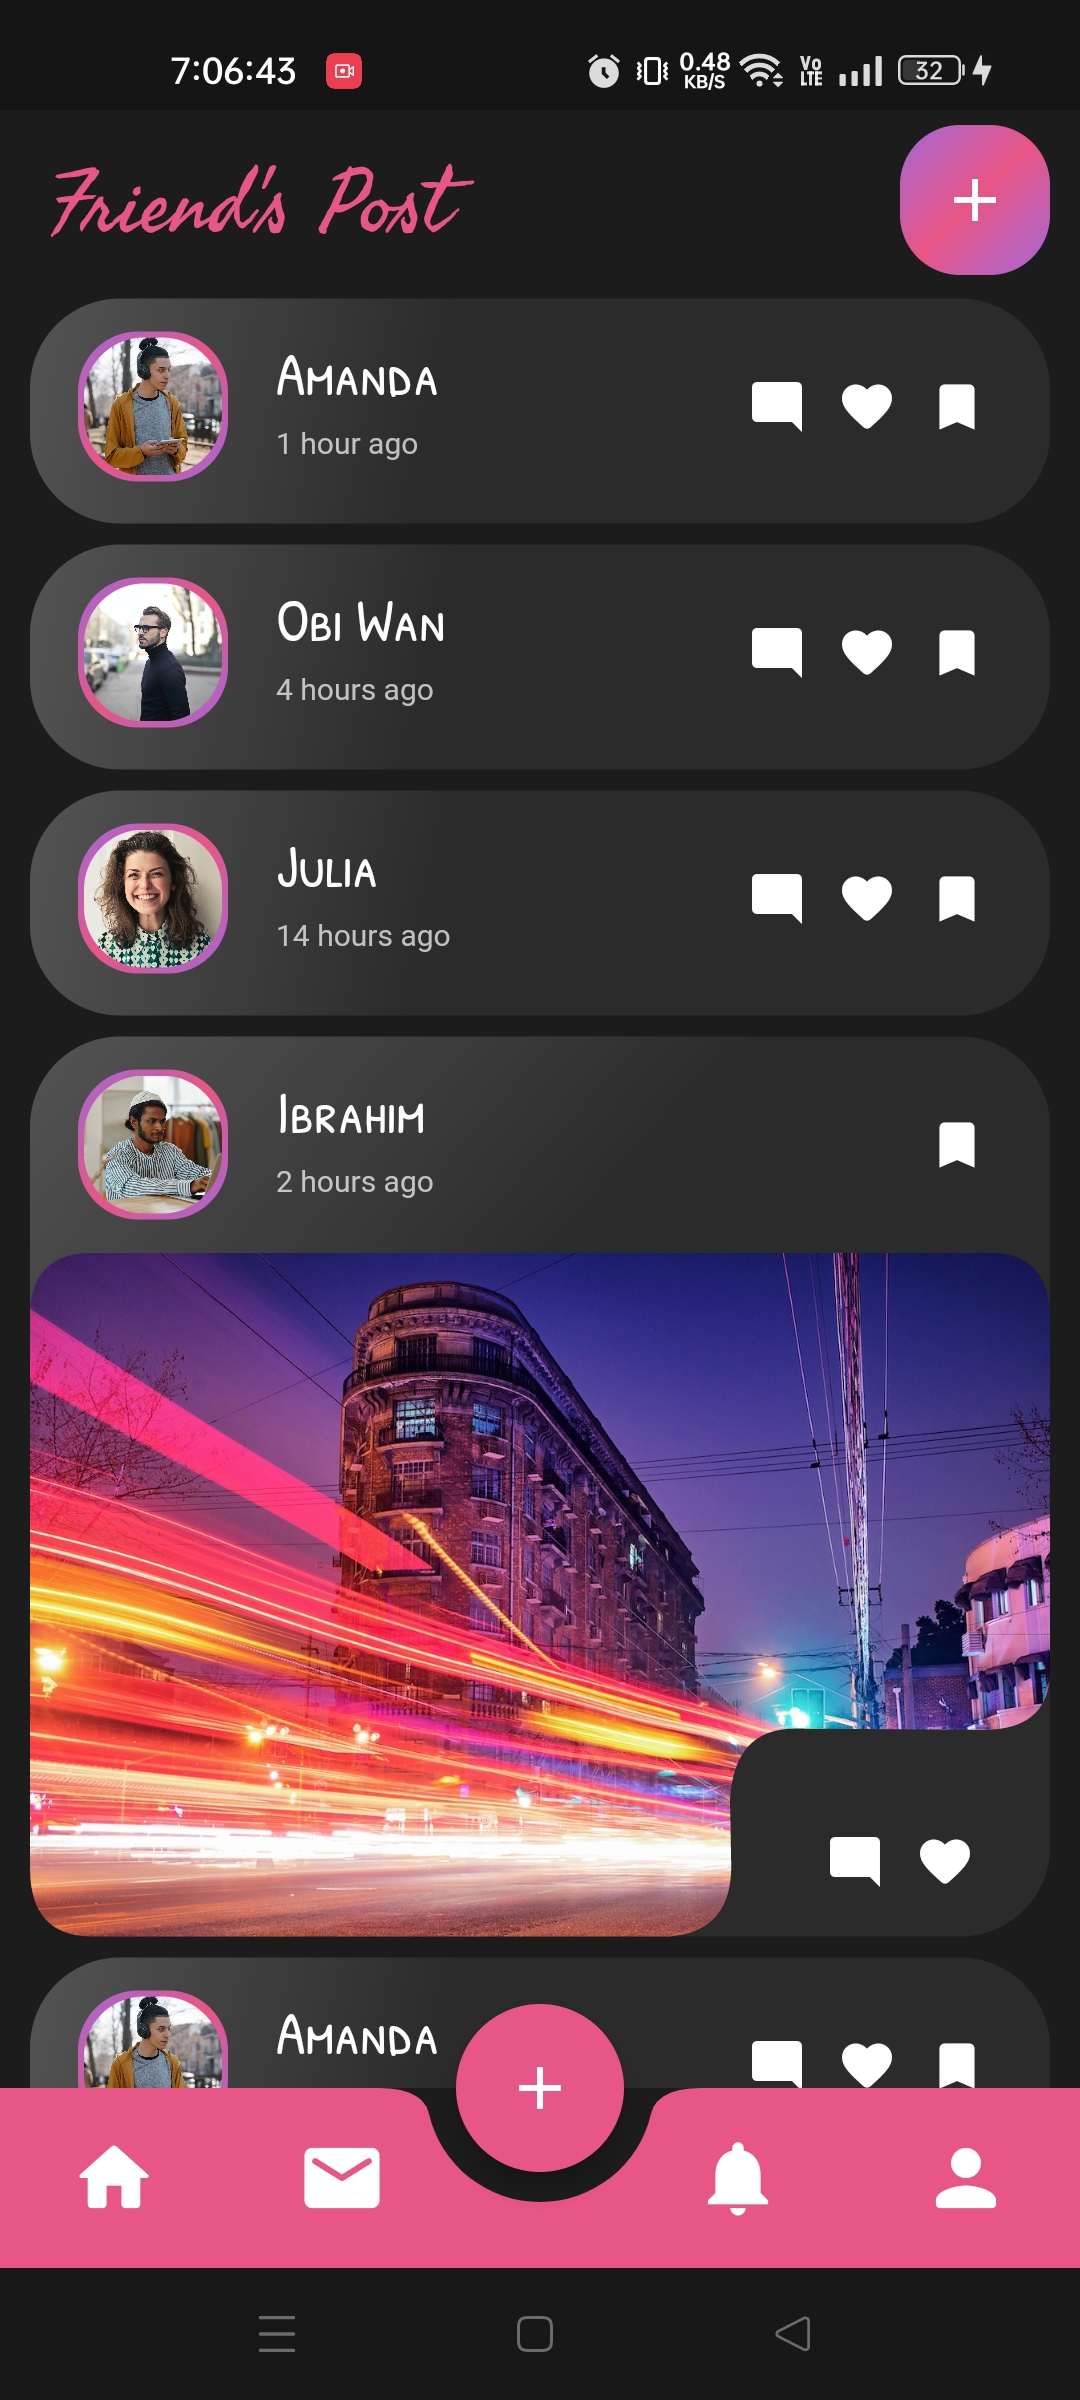 7:06:43 0.48 KB/S Vo LTE 32
Friend's Post
Amanda
1 hour ago
Obi Wan
4 hours ago
Julia
14 hours ago
Ibrahim
2 hours ago
Amanda